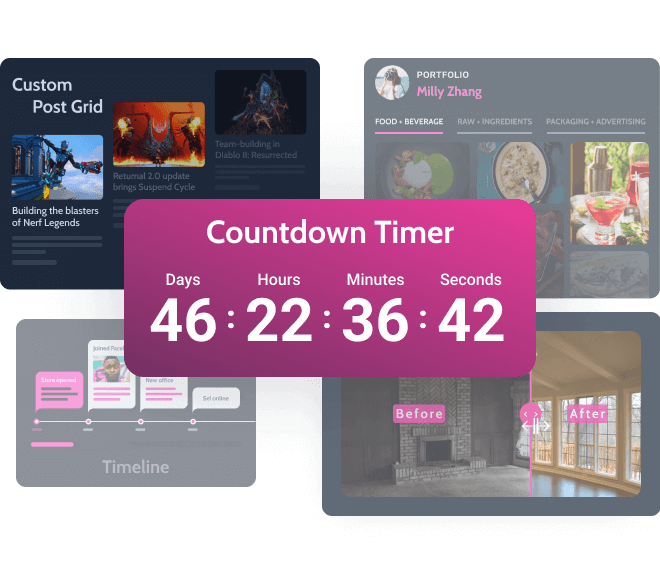 Custom
Post Grid
Building the blasters
of Nerf Legends
Returnal 2.0 update
brings Suspend Cycle
Team-building in
Diablo II: Resurrected
PORTFOLIO
Milly Zhang
FOOD + BEVERAGE
RAW + INGREDIENTS
PACKAGING + ADVERTISING
Countdown Timer
Days Hours Minutes Seconds
46 : 22 : 36 : 42
Store opened
Joined
New office
Sel online
Timeline
Before
After